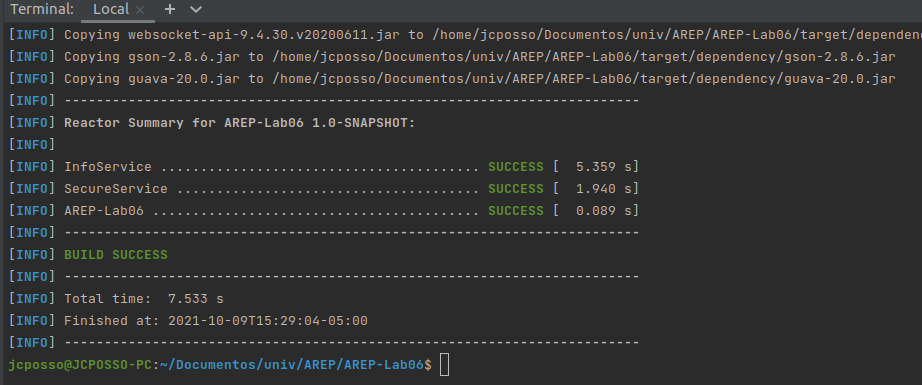 Terminal: Local × +
[INFO] Copying websocket-api-9.4.30.v20200611.jar to /home/jcposso/Documentos/univ/AREP/AREP-Lab06/target/dependenc
[INFO] Copying gson-2.8.6.jar to /home/jcposso/Documentos/univ/AREP/AREP-Lab06/target/dependency/gson-2.8.6.jar
[INFO] Copying guava-20.0.jar to /home/jcposso/Documentos/univ/AREP/AREP-Lab06/target/dependency/guava-20.0.jar
[INFO] ------------------------------------------------------------------------
[INFO] Reactor Summary for AREP-Lab06 1.0-SNAPSHOT:
[INFO]
[INFO] InfoService ........................................ SUCCESS [  5.359 s]
[INFO] SecureService ...................................... SUCCESS [  1.940 s]
[INFO] AREP-Lab06 ......................................... SUCCESS [  0.089 s]
[INFO] ------------------------------------------------------------------------
[INFO] BUILD SUCCESS
[INFO] ------------------------------------------------------------------------
[INFO] Total time:  7.533 s
[INFO] Finished at: 2021-10-09T15:29:04-05:00
[INFO] ------------------------------------------------------------------------
jcposso@JCPOSSO-PC:~/Documentos/univ/AREP/AREP-Lab06$